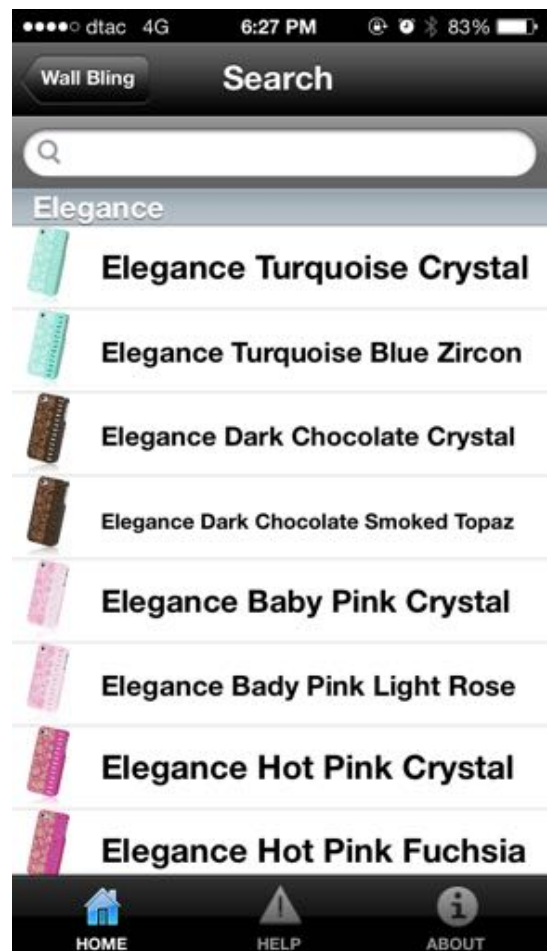 dtac 4G 6:27 PM 83%
Wall Bling Search
Elegance
Elegance Turquoise Crystal
Elegance Turquoise Blue Zircon
Elegance Dark Chocolate Crystal
Elegance Dark Chocolate Smoked Topaz
Elegance Baby Pink Crystal
Elegance Bady Pink Light Rose
Elegance Hot Pink Crystal
Elegance Hot Pink Fuchsia
HOME HELP ABOUT